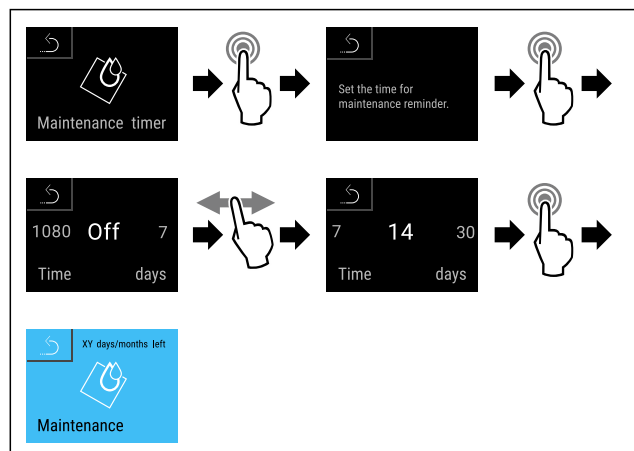 Maintenance timer
Set the time for
maintenance reminder.
1080 Off 7
Time days
7 14 30
Time days
XY days/months left
Maintenance